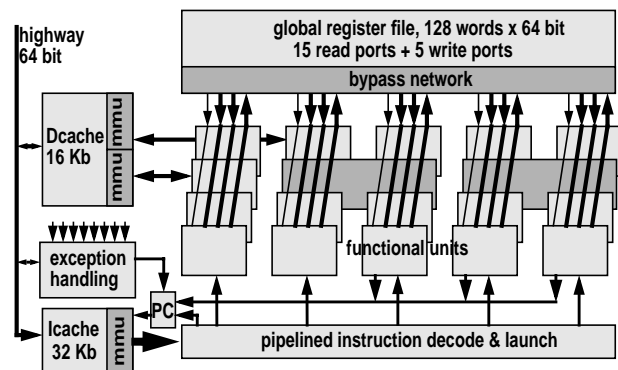 highway
64 bit
global register file, 128 words x 64 bit
15 read ports + 5 write ports
bypass network
Dcache
16 Kb
mmu
mmu
functional units
exception
handling
PC
Icache
32 Kb
mmu
pipelined instruction decode & launch